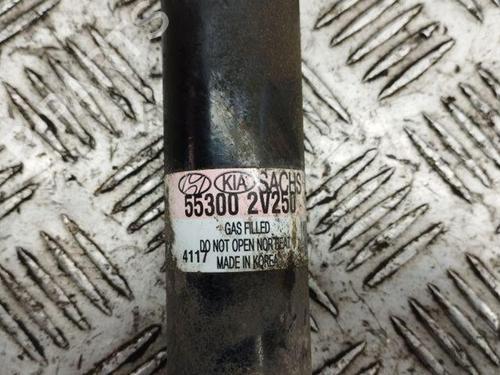 KIA SACHS
55300 2V250
GAS FILLED
DO NOT OPEN NOR HEAT
4117 MADE IN KOREA